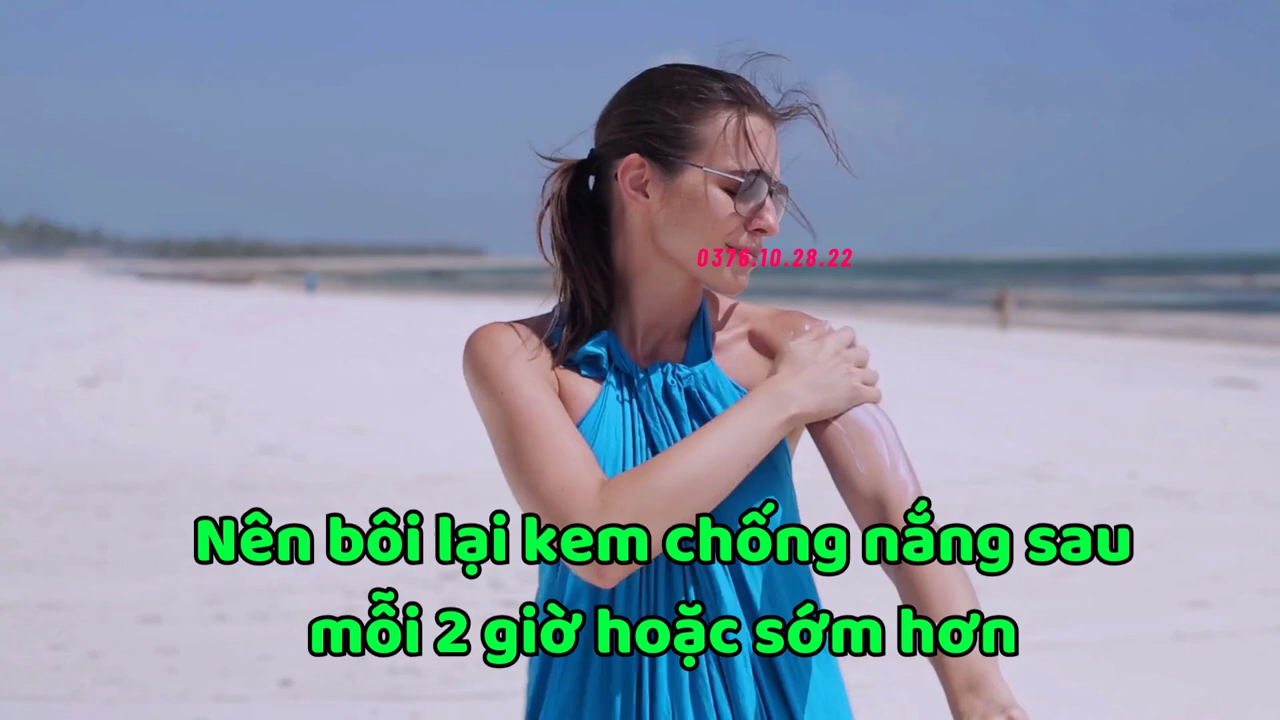 0376.10.28.22
Nên bôi lại kem chống nắng sau
mỗi 2 giờ hoặc sớm hơn